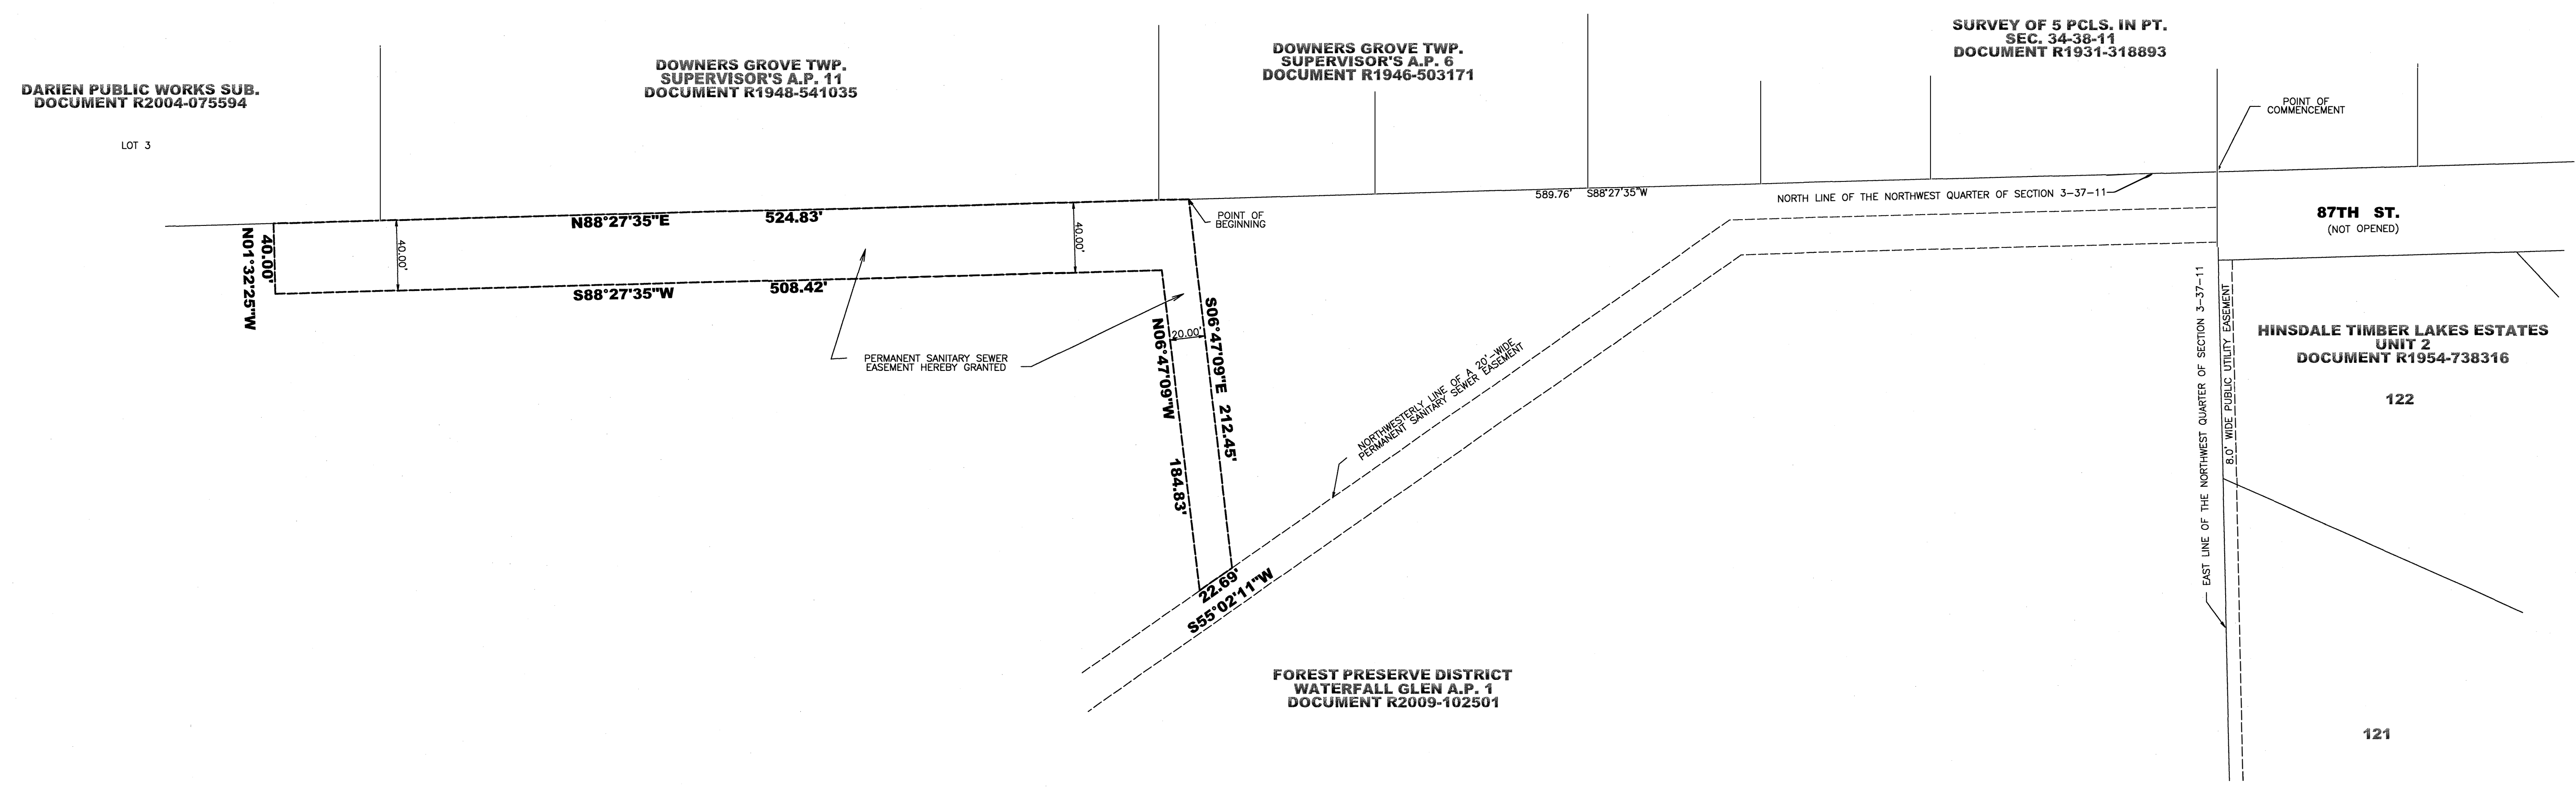 DARIEN PUBLIC WORKS SUB.
DOCUMENT R2004-075594
LOT 3
DOWNERS GROVE TWP.
SUPERVISOR'S A.P. 11
DOCUMENT R1948-541035
DOWNERS GROVE TWP.
SUPERVISOR'S A.P. 6
DOCUMENT R1946-503171
SURVEY OF 5 PCLS. IN PT.
SEC. 34-38-11
DOCUMENT R1931-318893
POINT OF
COMMENCEMENT
589.76' S88°27'35"W
NORTH LINE OF THE NORTHWEST QUARTER OF SECTION 3-37-11
87TH ST.
(NOT OPENED)
N88°27'35"E 524.83'
POINT OF
BEGINNING
40.00'
N01°32'25"W
40.00'
40.00'
S88°27'35"W 508.42'
PERMANENT SANITARY SEWER
EASEMENT HEREBY GRANTED
20.00'
S06°47'09"E 212.45'
N06°47'09"W 184.83'
22.69'
S55°02'11"W
NORTHWESTERLY LINE OF A 20'-WIDE
PERMANENT SANITARY SEWER EASEMENT
EAST LINE OF THE NORTHWEST QUARTER OF SECTION 3-37-11
8.0' WIDE PUBLIC UTILITY EASEMENT
HINSDALE TIMBER LAKES ESTATES
UNIT 2
DOCUMENT R1954-738316
122
FOREST PRESERVE DISTRICT
WATERFALL GLEN A.P. 1
DOCUMENT R2009-102501
121